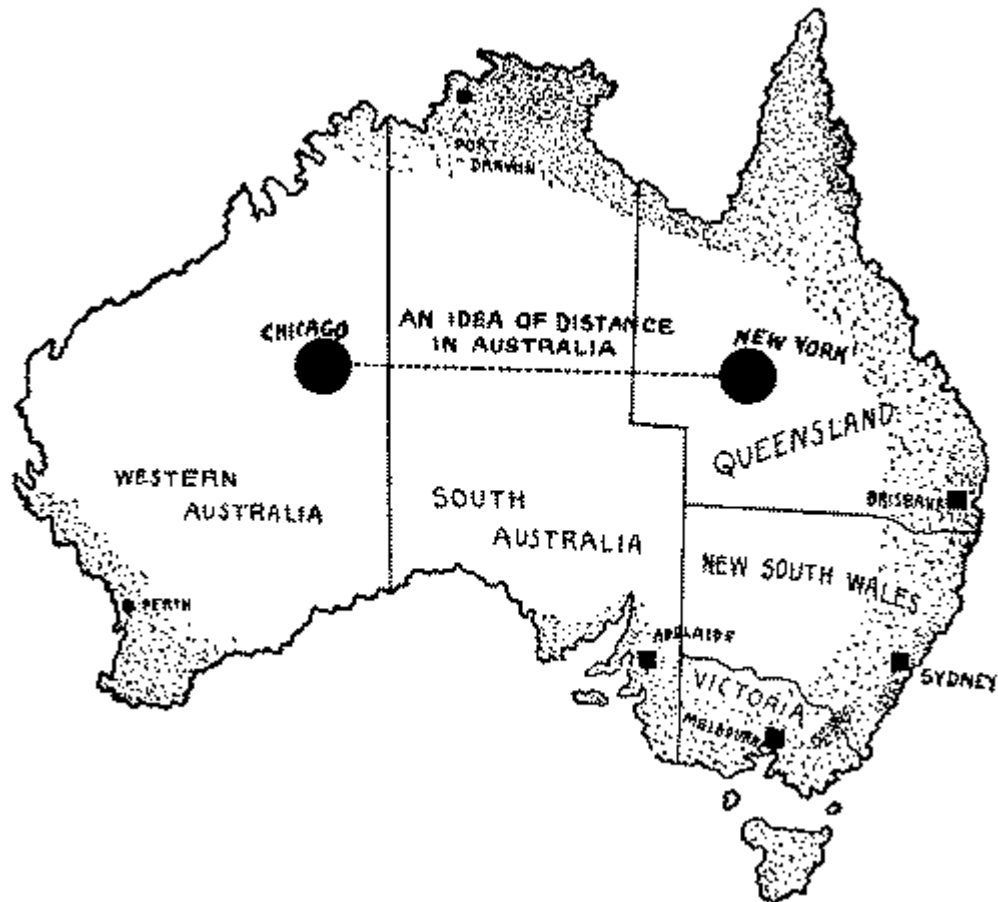 PORT
DARWIN
CHICAGO
AN IDEA OF DISTANCE
IN AUSTRALIA
NEW YORK
QUEENSLAND
WESTERN
AUSTRALIA
SOUTH
AUSTRALIA
BRISBANE
NEW SOUTH WALES
PERTH
ADELAIDE
SYDNEY
VICTORIA
MELBOURN